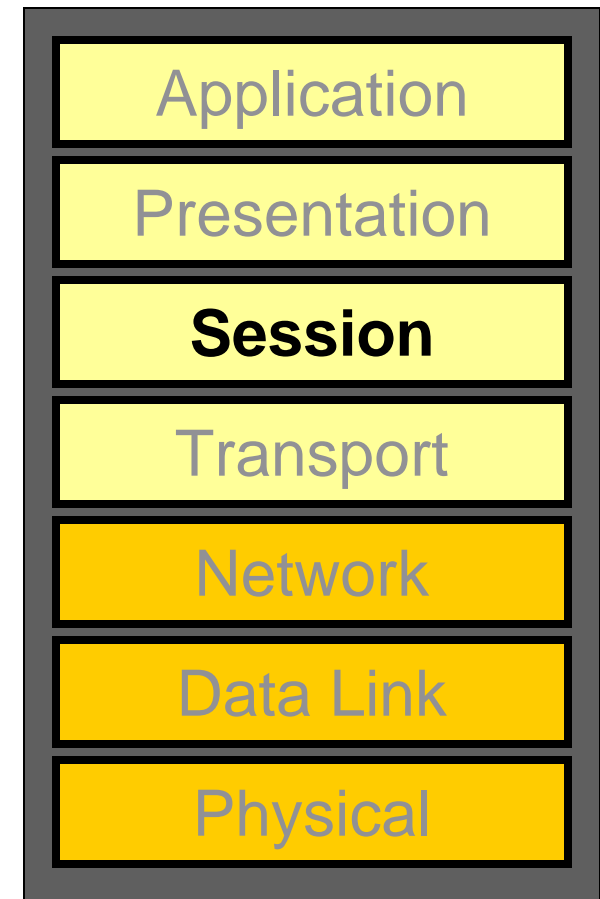 Application
Presentation
Session
Transport
Network
Data Link
Physical